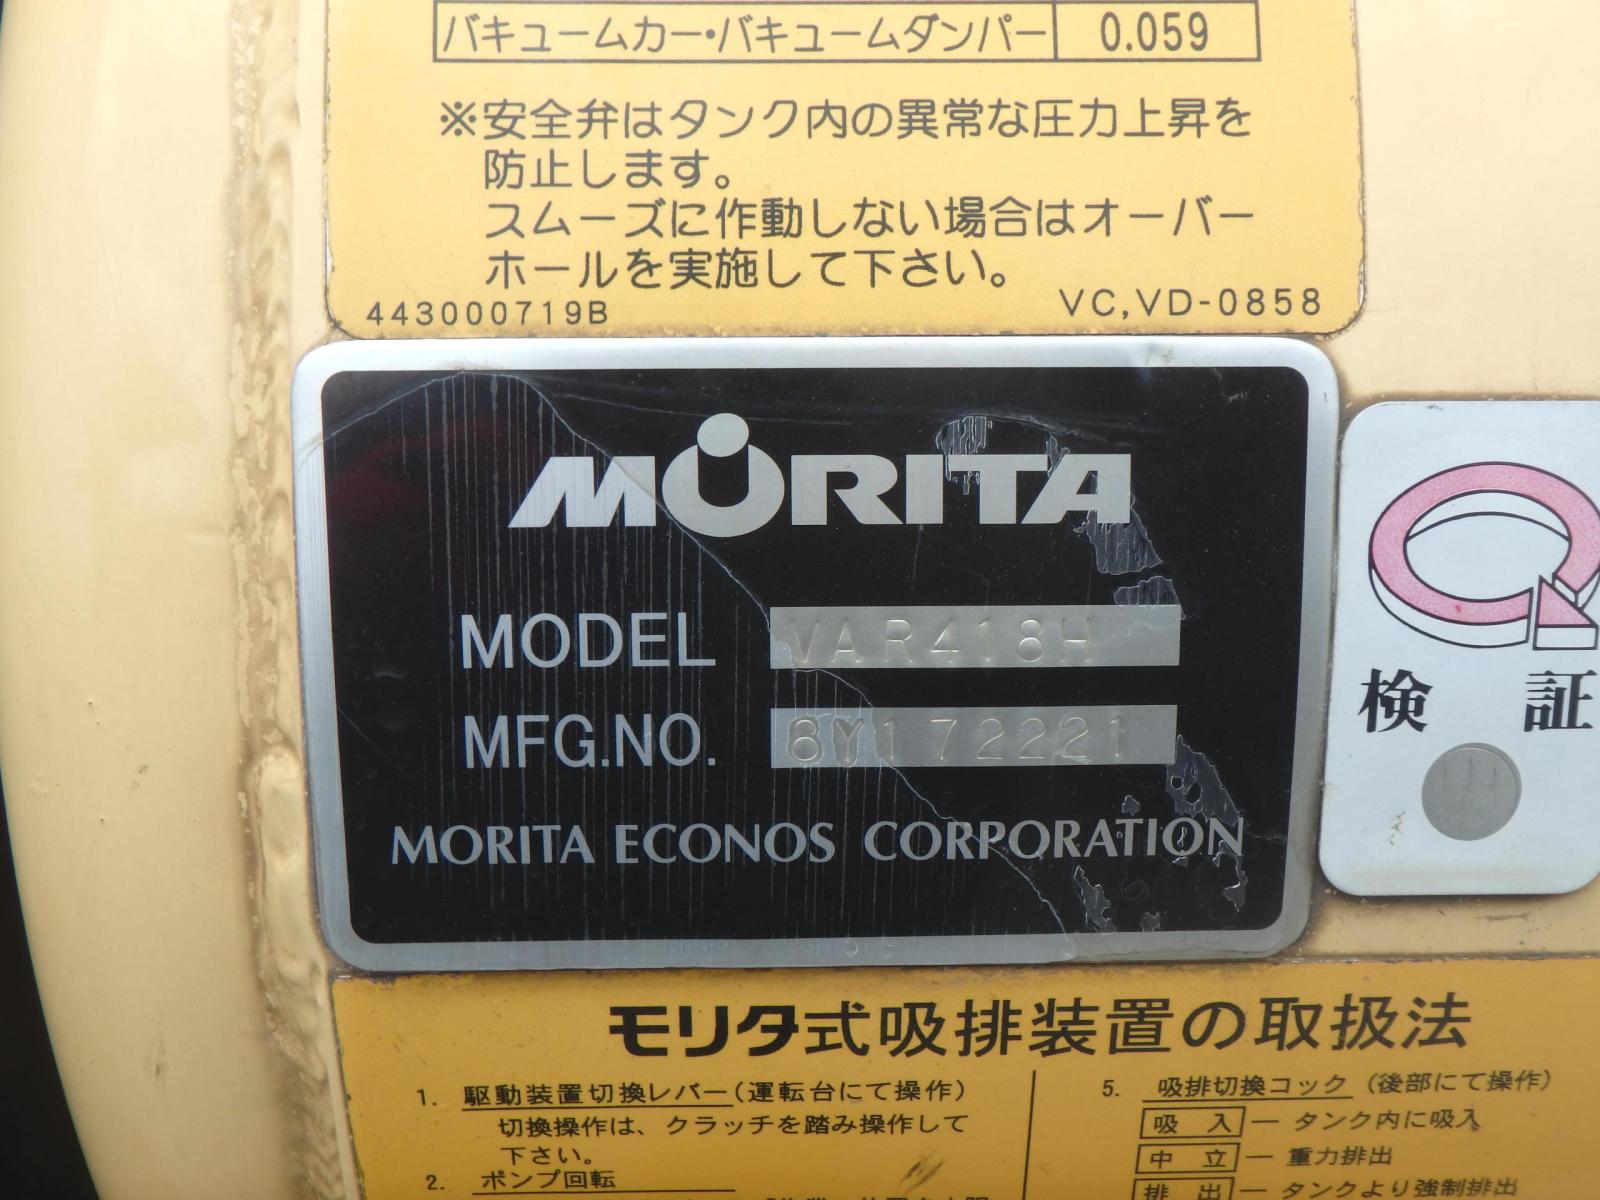 バキュームカー・バキュームダンパー 0.059
※安全弁はタンク内の異常な圧力上昇を
防止します。
スムーズに作動しない場合はオーバー
ホールを実施して下さい。
443000719B VC,VD-0858
MORITA
MODEL VAR418H
MFG.NO. 8Y172221
MORITA ECONOS CORPORATION
検 証
モリタ式吸排装置の取扱法
1. 駆動装置切換レバー(運転台にて操作)
切換操作は、クラッチを踏み操作して
下さい。
2. ポンプ回転
5. 吸排切換コック (後部にて操作)
吸 入 ― タンク内に吸入
中 立 ― 重力排出
排 出 ― タンクより強制排出